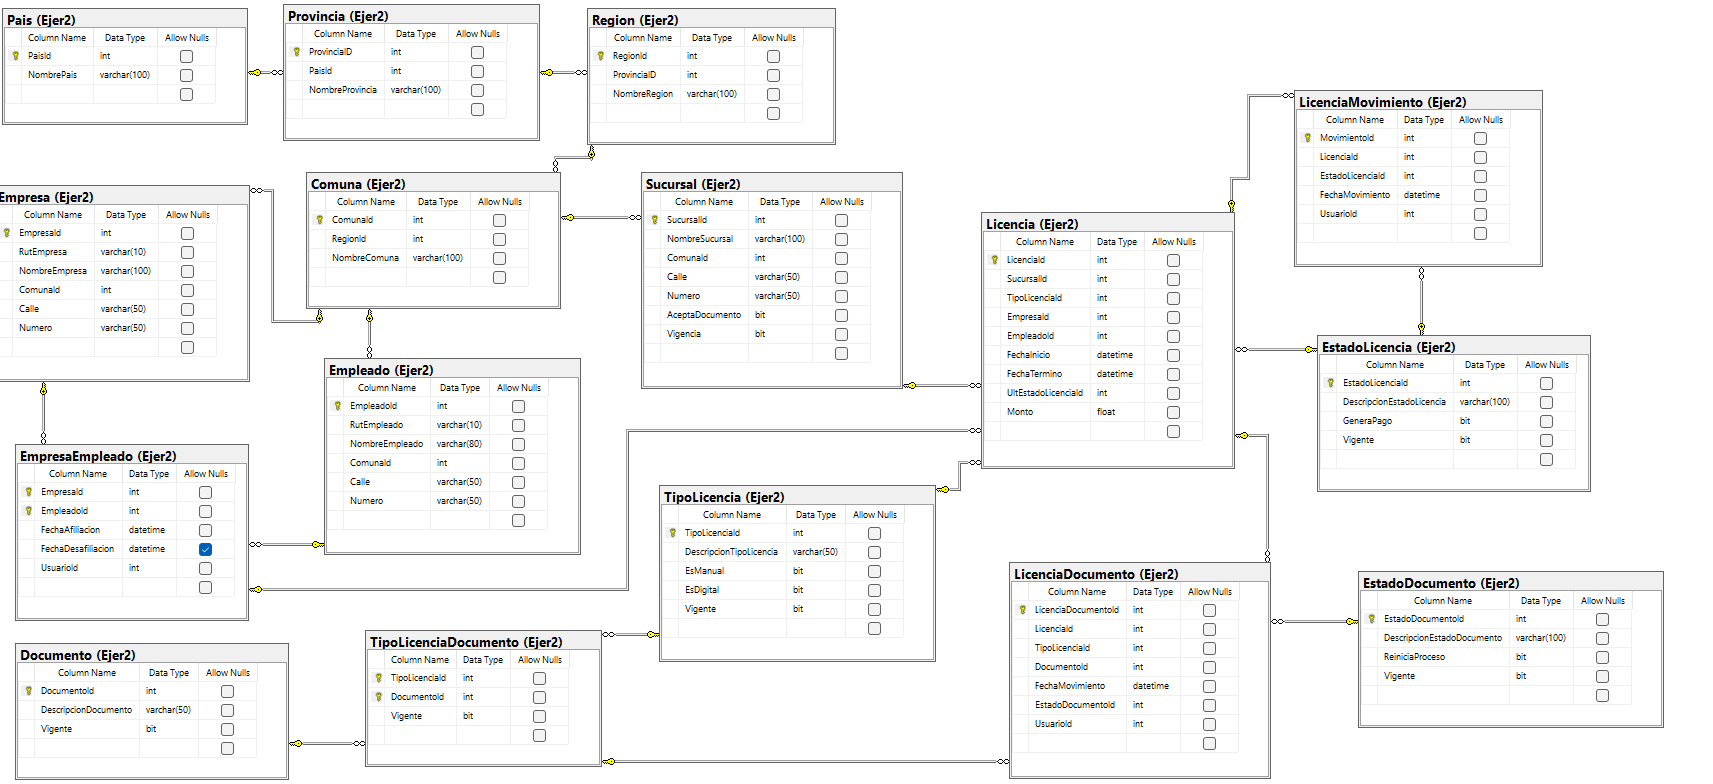 Pais (Ejer2)
Column Name Data Type Allow Nulls
PaisId int
NombrePais varchar(100)
Provincia (Ejer2)
Column Name Data Type Allow Nulls
ProvinciaID int
PaisId int
NombreProvincia varchar(100)
Region (Ejer2)
Column Name Data Type Allow Nulls
RegionId int
ProvinciaID int
NombreRegion varchar(100)
LicenciaMovimiento (Ejer2)
Column Name Data Type Allow Nulls
MovimientoId int
LicenciaId int
EstadoLicenciaId int
FechaMovimiento datetime
UsuarioId int
Empresa (Ejer2)
Column Name Data Type Allow Nulls
EmpresaId int
RutEmpresa varchar(10)
NombreEmpresa varchar(100)
ComunaId int
Calle varchar(50)
Numero varchar(50)
Comuna (Ejer2)
Column Name Data Type Allow Nulls
ComunaId int
RegionId int
NombreComuna varchar(100)
Sucursal (Ejer2)
Column Name Data Type Allow Nulls
SucursalId int
NombreSucursal varchar(100)
ComunaId int
Calle varchar(50)
Numero varchar(50)
AceptaDocumento bit
Vigencia bit
Licencia (Ejer2)
Column Name Data Type Allow Nulls
LicenciaId int
SucursalId int
TipoLicenciaId int
EmpresaId int
EmpleadoId int
FechaInicio datetime
FechaTermino datetime
UltEstadoLicenciaId int
Monto float
EstadoLicencia (Ejer2)
Column Name Data Type Allow Nulls
EstadoLicenciaId int
DescripcionEstadoLicencia varchar(100)
GeneraPago bit
Vigente bit
Empleado (Ejer2)
Column Name Data Type Allow Nulls
EmpleadoId int
RutEmpleado varchar(10)
NombreEmpleado varchar(80)
ComunaId int
Calle varchar(50)
Numero varchar(50)
EmpresaEmpleado (Ejer2)
Column Name Data Type Allow Nulls
EmpresaId int
EmpleadoId int
FechaAfiliacion datetime
FechaDesafiliacion datetime
UsuarioId int
TipoLicencia (Ejer2)
Column Name Data Type Allow Nulls
TipoLicenciaId int
DescripcionTipoLicencia varchar(50)
EsManual bit
EsDigital bit
Vigente bit
LicenciaDocumento (Ejer2)
Column Name Data Type Allow Nulls
LicenciaDocumentoId int
LicenciaId int
TipoLicenciaId int
DocumentoId int
FechaMovimiento datetime
EstadoDocumentoId int
UsuarioId int
EstadoDocumento (Ejer2)
Column Name Data Type Allow Nulls
EstadoDocumentoId int
DescripcionEstadoDocumento varchar(100)
ReiniciaProceso bit
Vigente bit
Documento (Ejer2)
Column Name Data Type Allow Nulls
DocumentoId int
DescripcionDocumento varchar(50)
Vigente bit
TipoLicenciaDocumento (Ejer2)
Column Name Data Type Allow Nulls
TipoLicenciaId int
DocumentoId int
Vigente bit